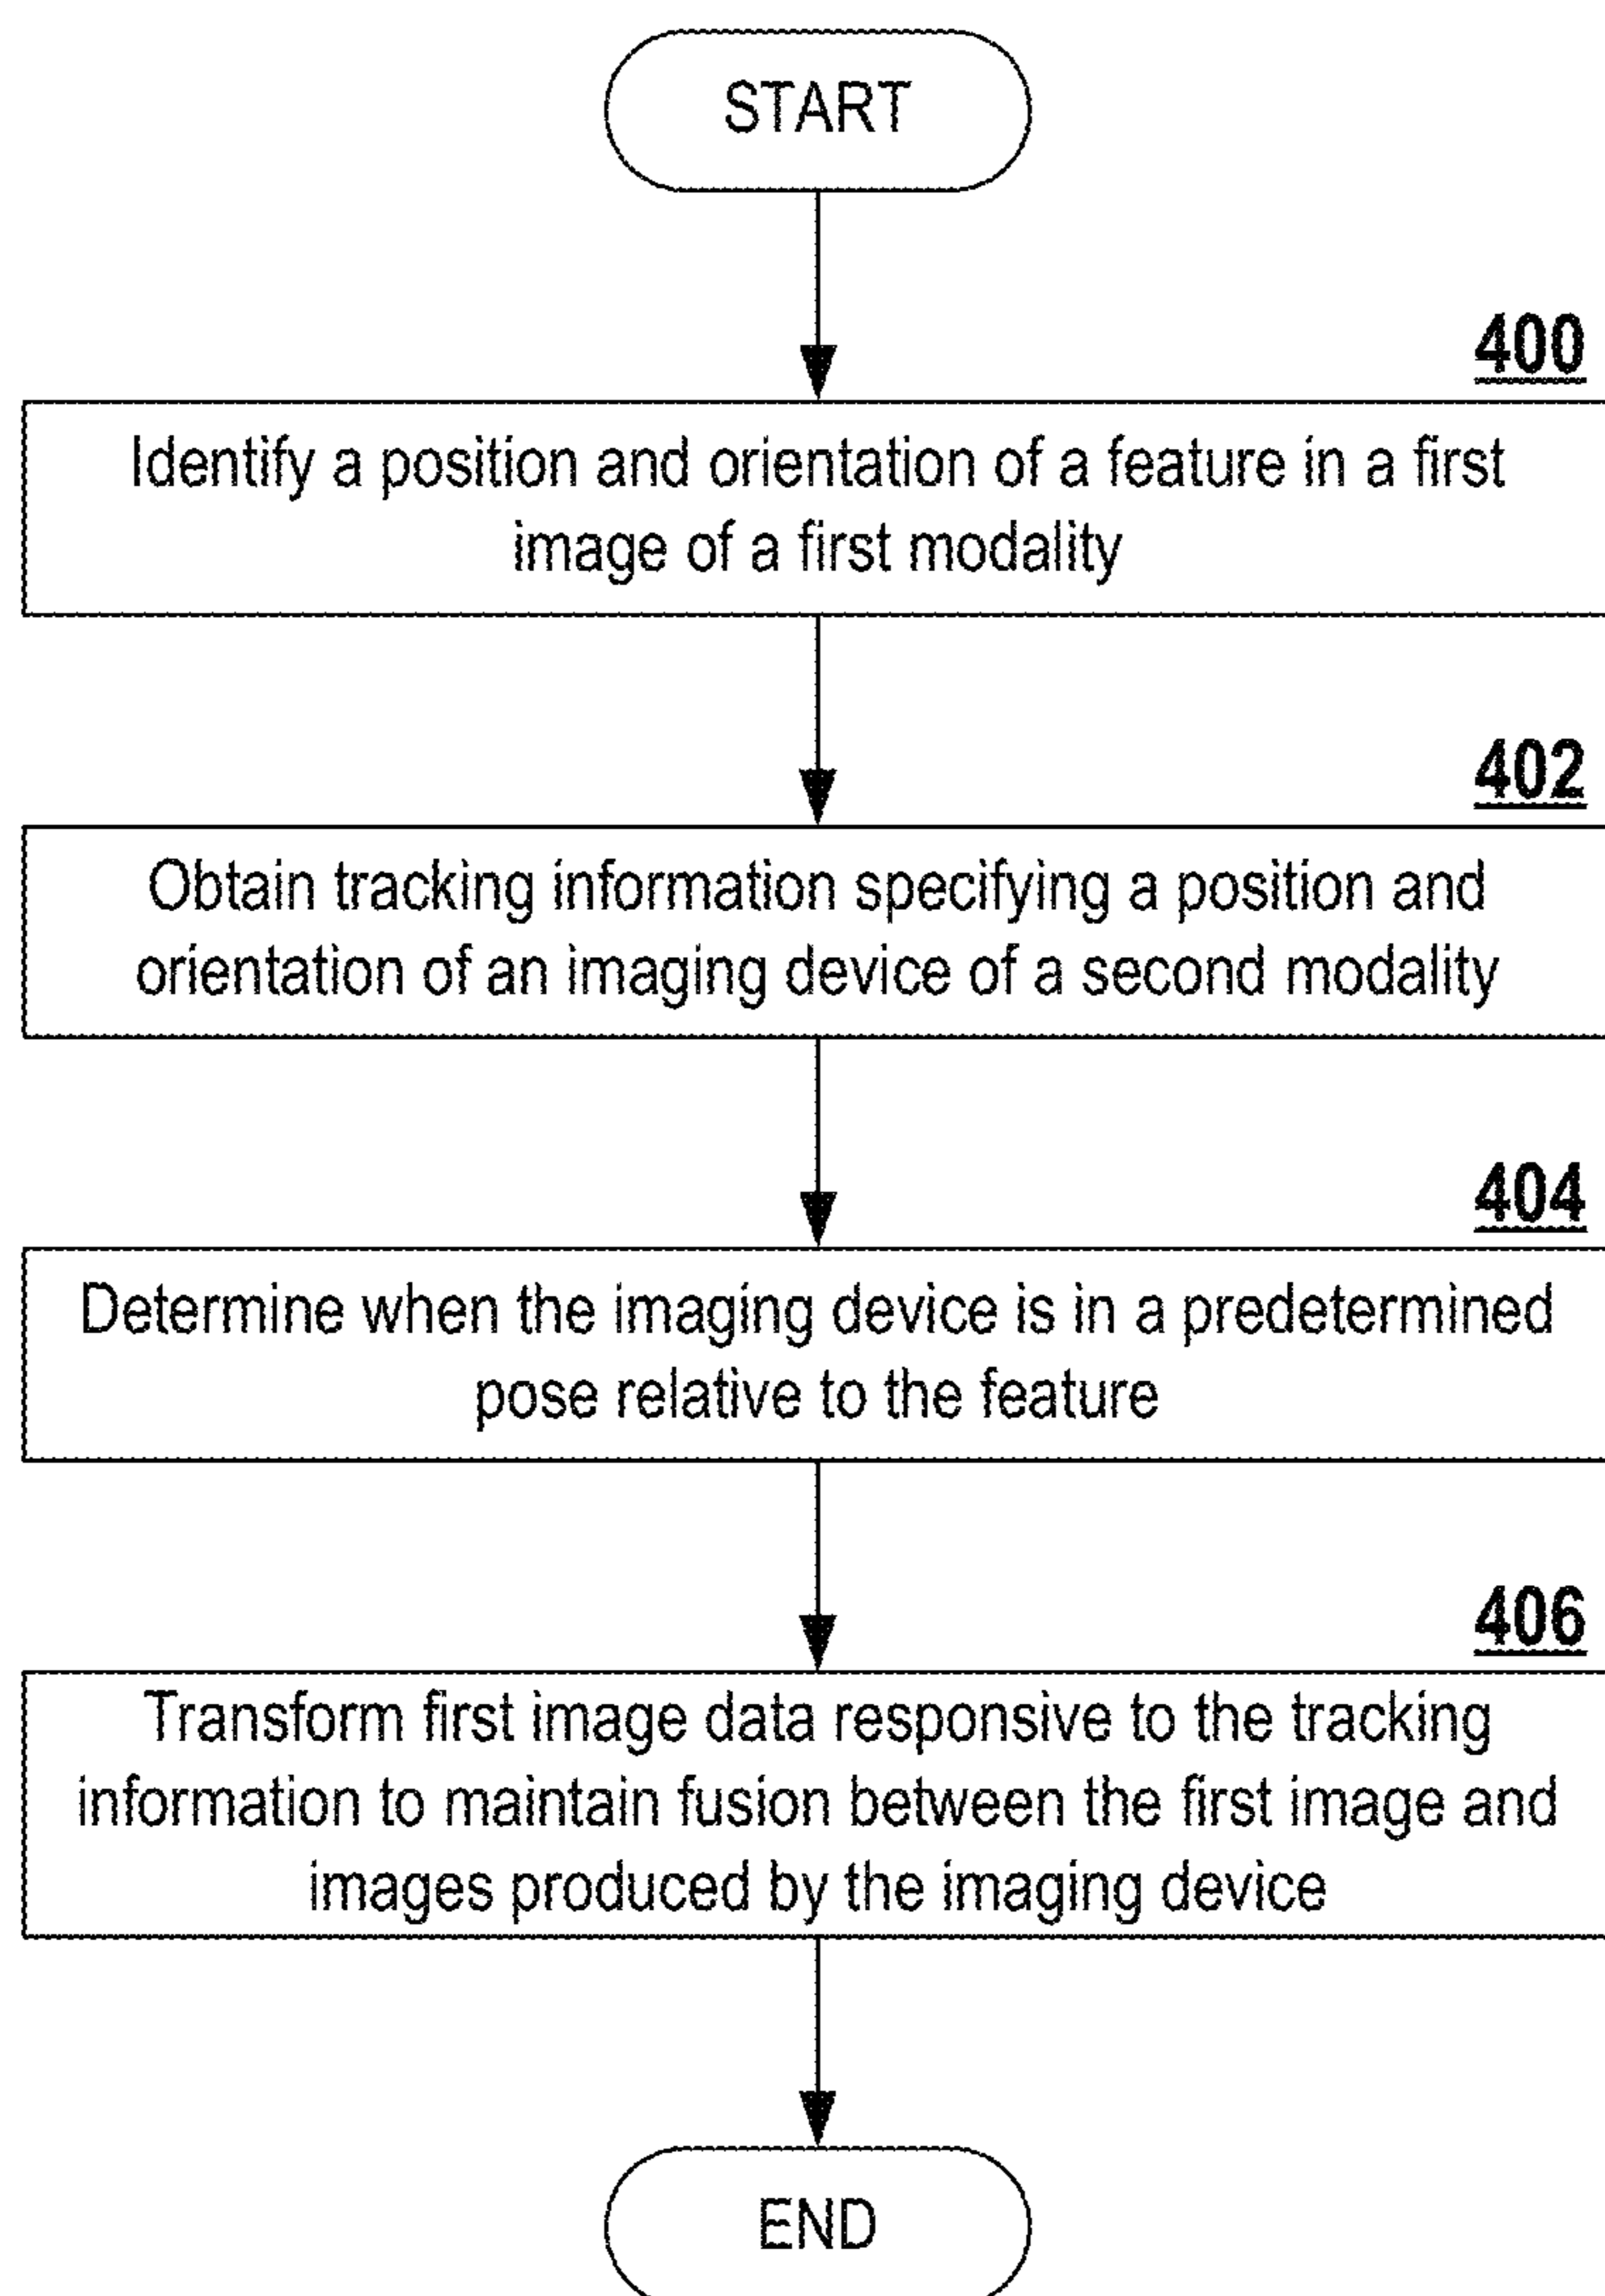 START
400
Identify a position and orientation of a feature in a first
image of a first modality
402
Obtain tracking information specifying a position and
orientation of an imaging device of a second modality
404
Determine when the imaging device is in a predetermined
pose relative to the feature
406
Transform first image data responsive to the tracking
information to maintain fusion between the first image and
images produced by the imaging device
END